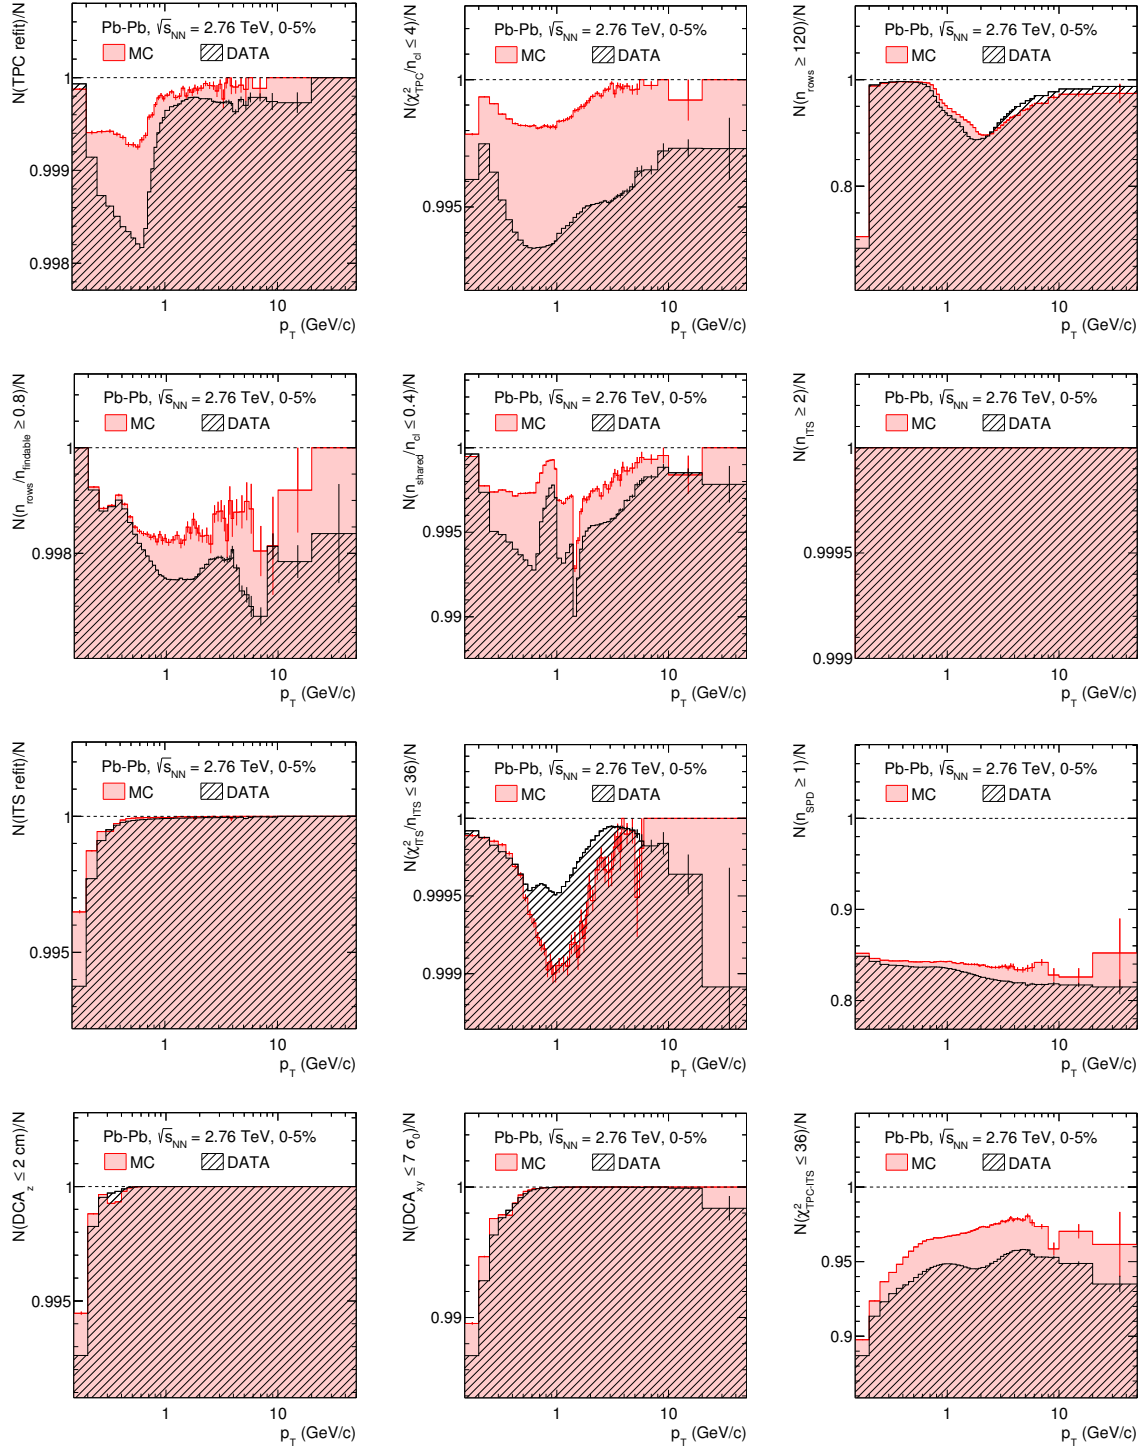 N(TPC refit)/N
Pb-Pb, √s_NN = 2.76 TeV, 0-5%
MC DATA
1
0.999
0.998
1 10
p_T (GeV/c)
N(χ²_TPC/n_cl ≤ 4)/N
Pb-Pb, √s_NN = 2.76 TeV, 0-5%
MC DATA
1
0.995
1 10
p_T (GeV/c)
N(n_rows ≥ 120)/N
Pb-Pb, √s_NN = 2.76 TeV, 0-5%
MC DATA
1
0.8
1 10
p_T (GeV/c)
N(n_rows/n_findable ≥ 0.8)/N
Pb-Pb, √s_NN = 2.76 TeV, 0-5%
MC DATA
1
0.998
1 10
p_T (GeV/c)
N(n_shared/n_cl ≤ 0.4)/N
Pb-Pb, √s_NN = 2.76 TeV, 0-5%
MC DATA
1
0.995
0.99
1 10
p_T (GeV/c)
N(n_ITS ≥ 2)/N
Pb-Pb, √s_NN = 2.76 TeV, 0-5%
MC DATA
1
0.9995
0.999
1 10
p_T (GeV/c)
N(ITS refit)/N
Pb-Pb, √s_NN = 2.76 TeV, 0-5%
MC DATA
1
0.995
1 10
p_T (GeV/c)
N(χ²_ITS/n_ITS ≤ 36)/N
Pb-Pb, √s_NN = 2.76 TeV, 0-5%
MC DATA
1
0.9995
0.999
1 10
p_T (GeV/c)
N(n_SPD ≥ 1)/N
Pb-Pb, √s_NN = 2.76 TeV, 0-5%
MC DATA
1
0.9
0.8
1 10
p_T (GeV/c)
N(DCA_z ≤ 2 cm)/N
Pb-Pb, √s_NN = 2.76 TeV, 0-5%
MC DATA
1
0.995
1 10
p_T (GeV/c)
N(DCA_xy ≤ 7 σ_0)/N
Pb-Pb, √s_NN = 2.76 TeV, 0-5%
MC DATA
1
0.99
1 10
p_T (GeV/c)
N(χ²_TPC-ITS ≤ 36)/N
Pb-Pb, √s_NN = 2.76 TeV, 0-5%
MC DATA
1
0.95
0.9
1 10
p_T (GeV/c)